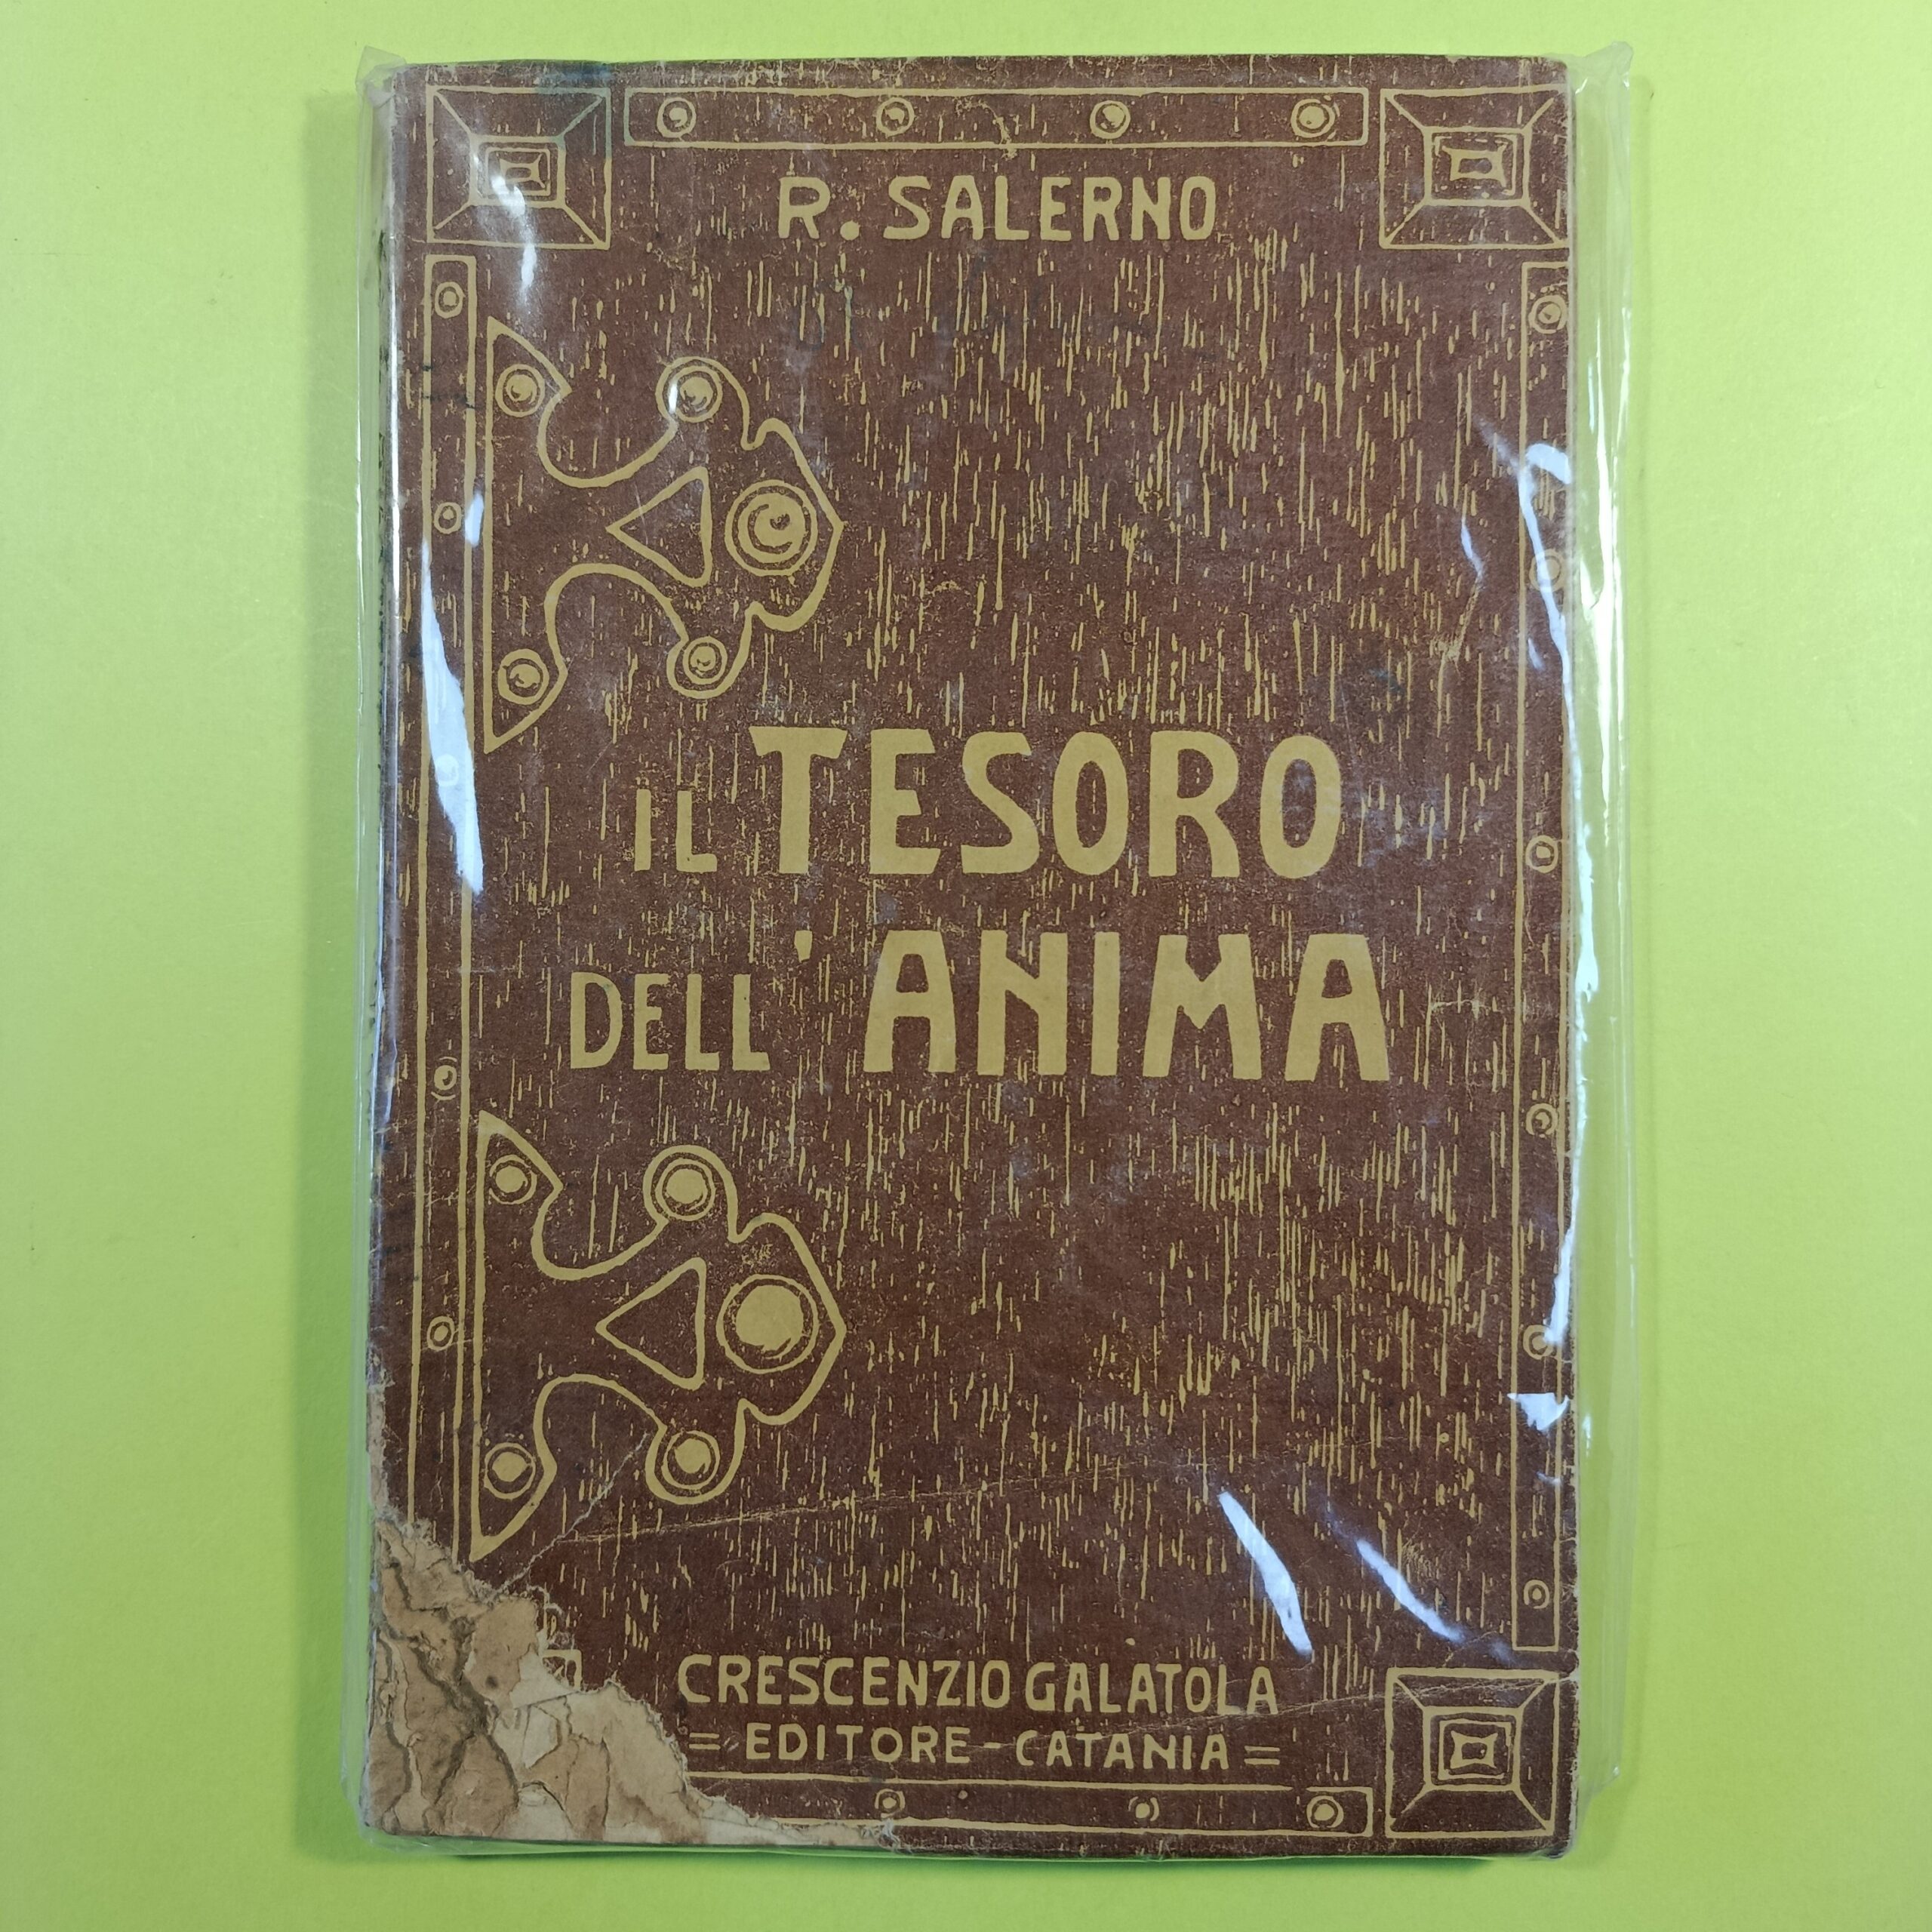 R. SALERNO
IL TESORO
DELL'ANIMA
CRESCENZIO GALATOLA
= EDITORE - CATANIA =